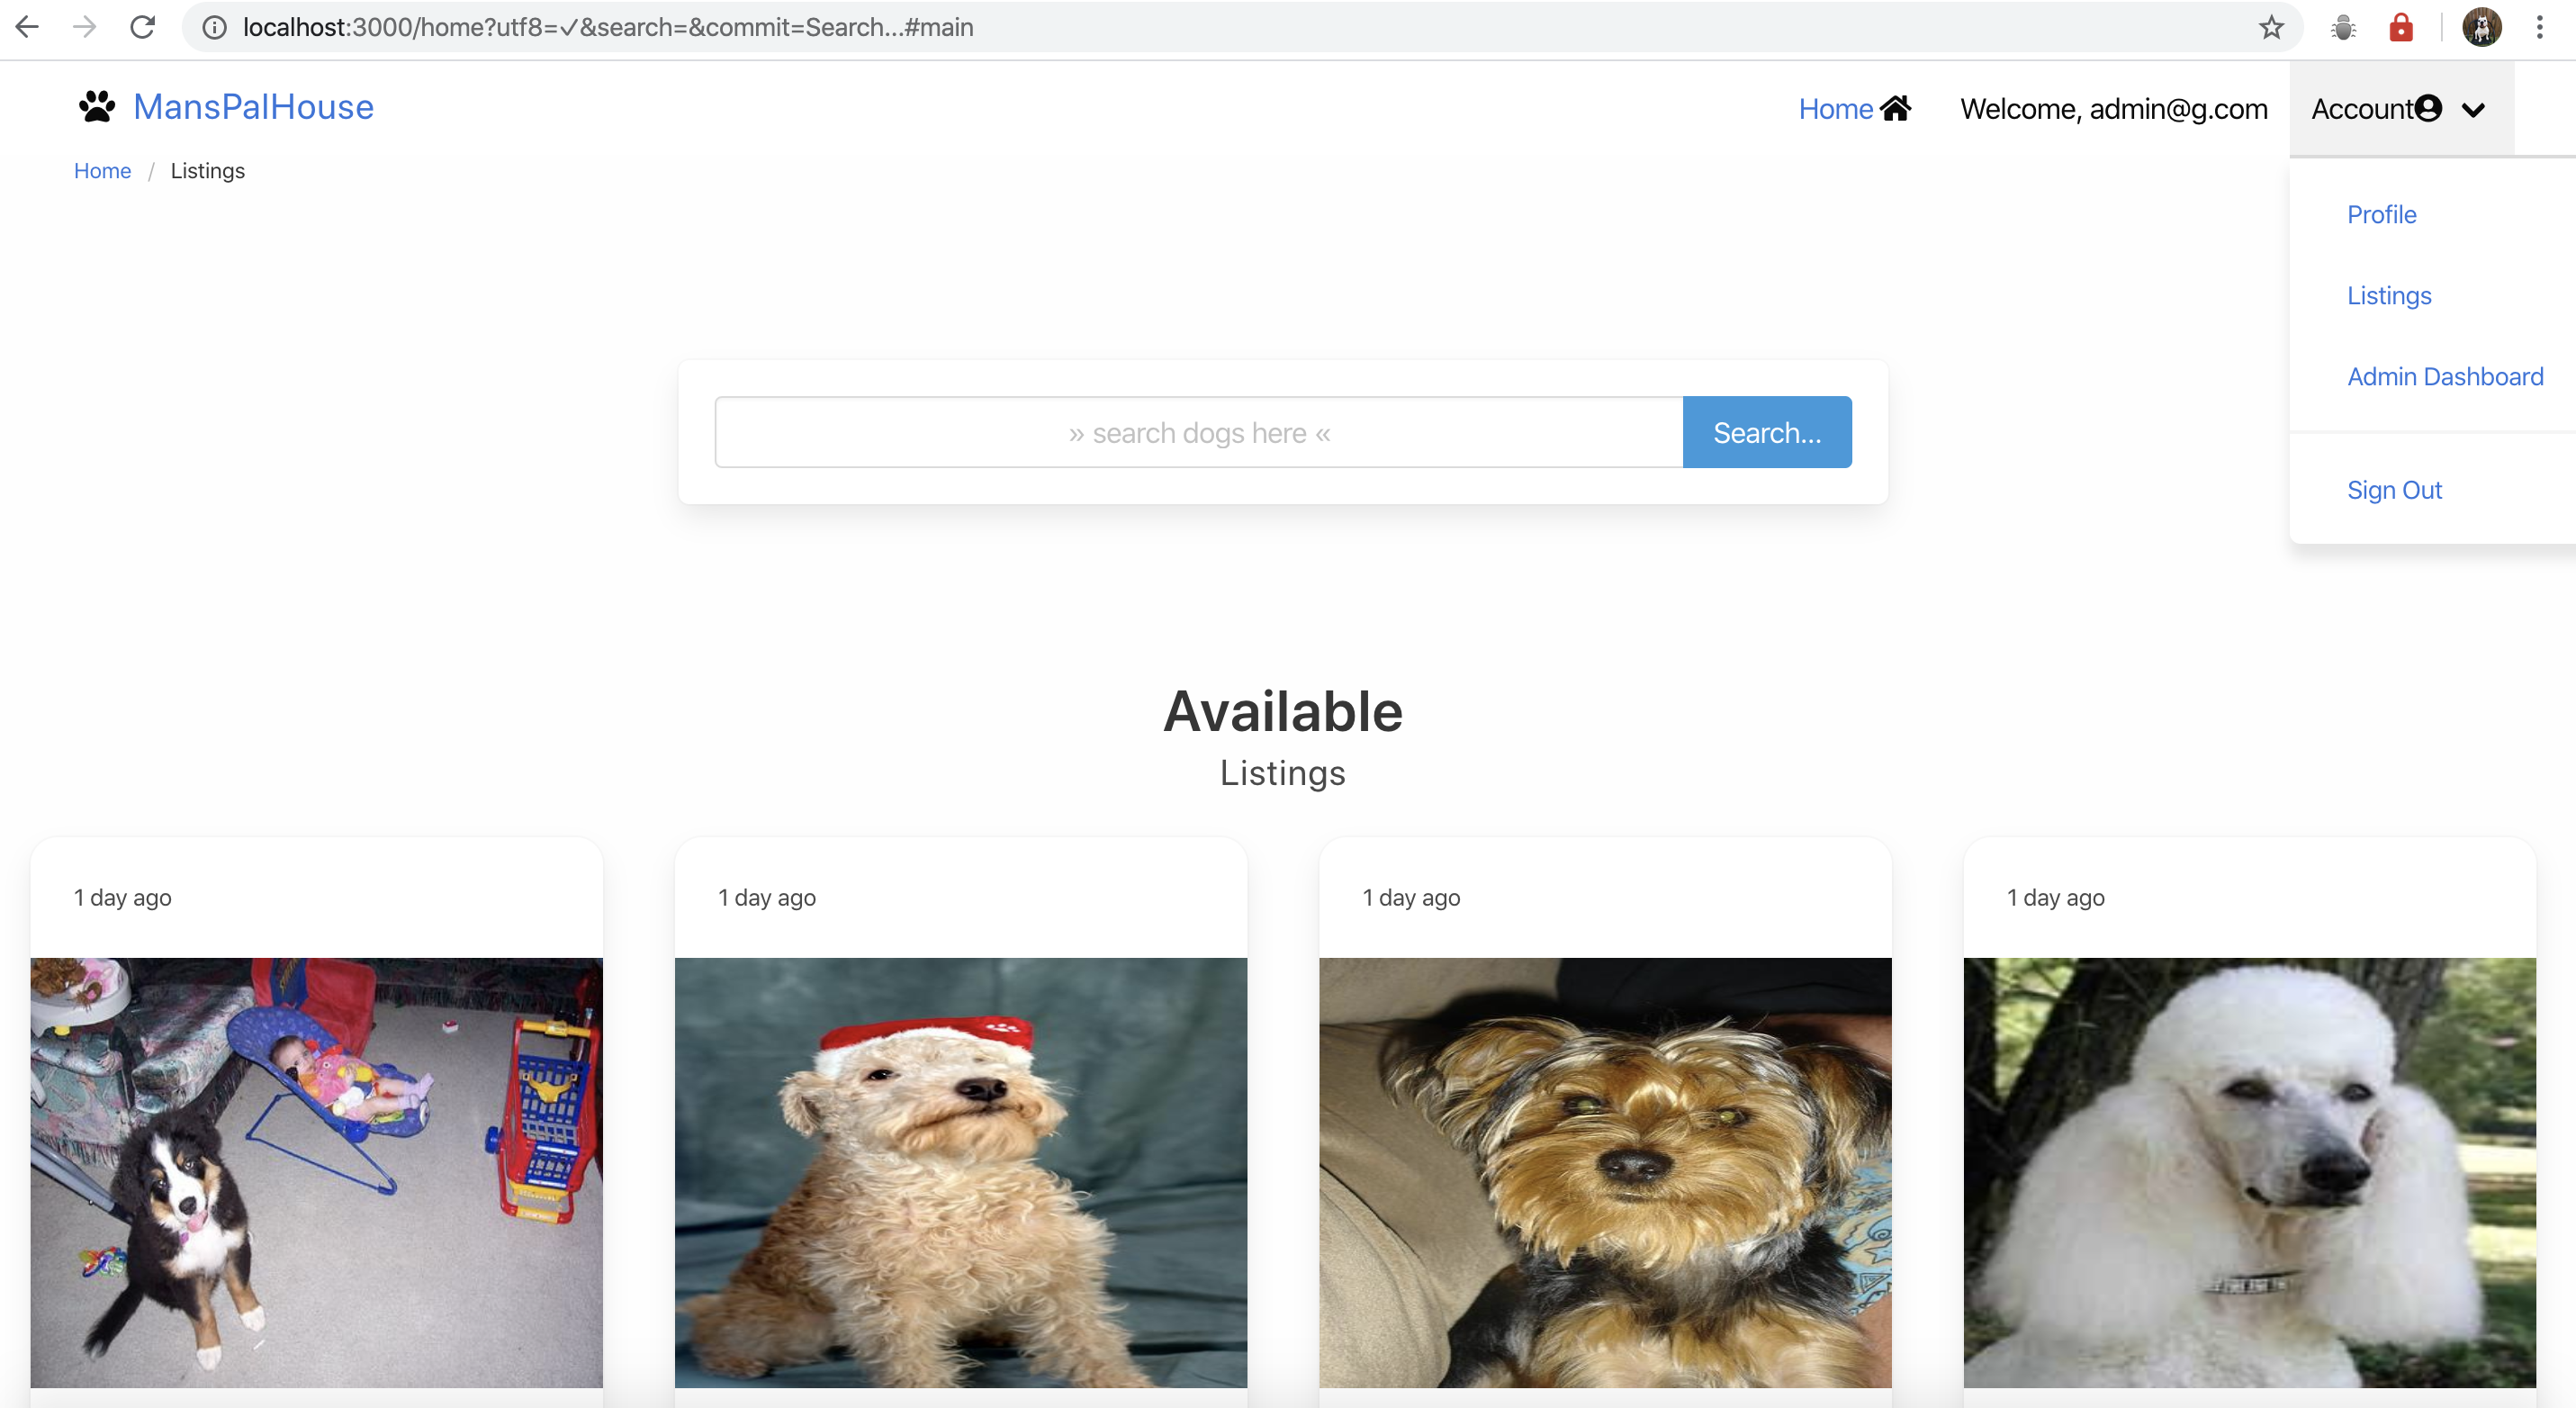 localhost:3000/home?utf8=✓&search=&commit=Search...#main
MansPalHouse
Home
Welcome, admin@g.com
Account
Home / Listings
Profile
Listings
Admin Dashboard
Sign Out
» search dogs here «
Search...
Available
Listings
1 day ago
1 day ago
1 day ago
1 day ago